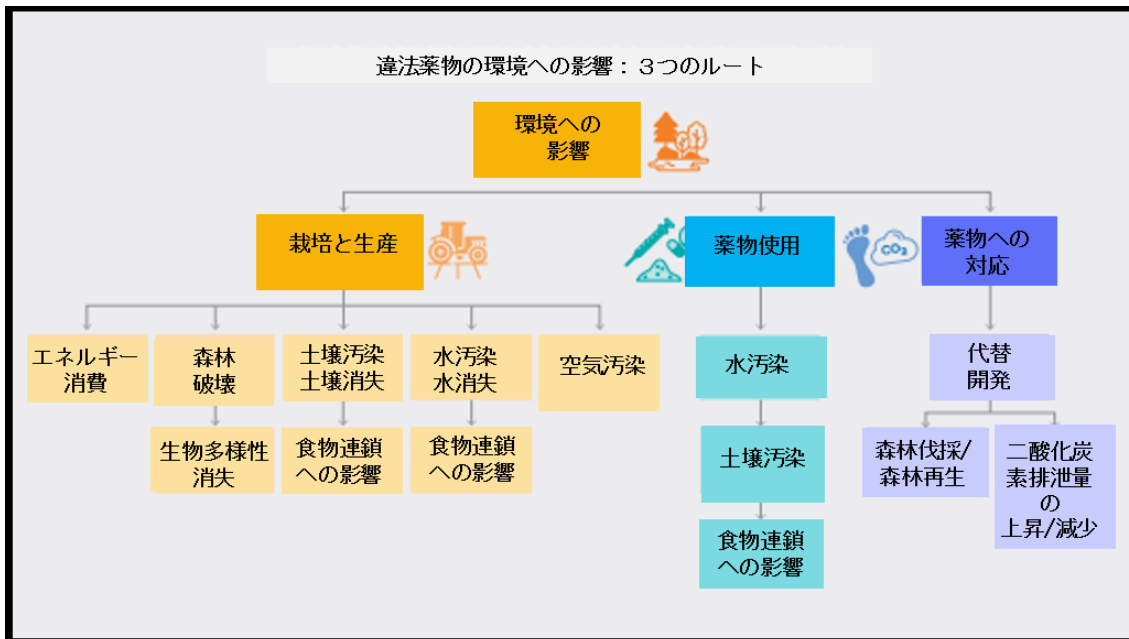 違法薬物の環境への影響：３つのルート
環境への
影響
栽培と生産
薬物使用
CO₂
薬物への
対応
エネルギー
消費
森林
破壊
土壌汚染
土壌消失
水汚染
水消失
空気汚染
水汚染
代替
開発
生物多様性
消失
食物連鎖
への影響
食物連鎖
への影響
土壌汚染
森林伐採/
森林再生
二酸化炭
素排泄量
の
上昇/減少
食物連鎖
への影響